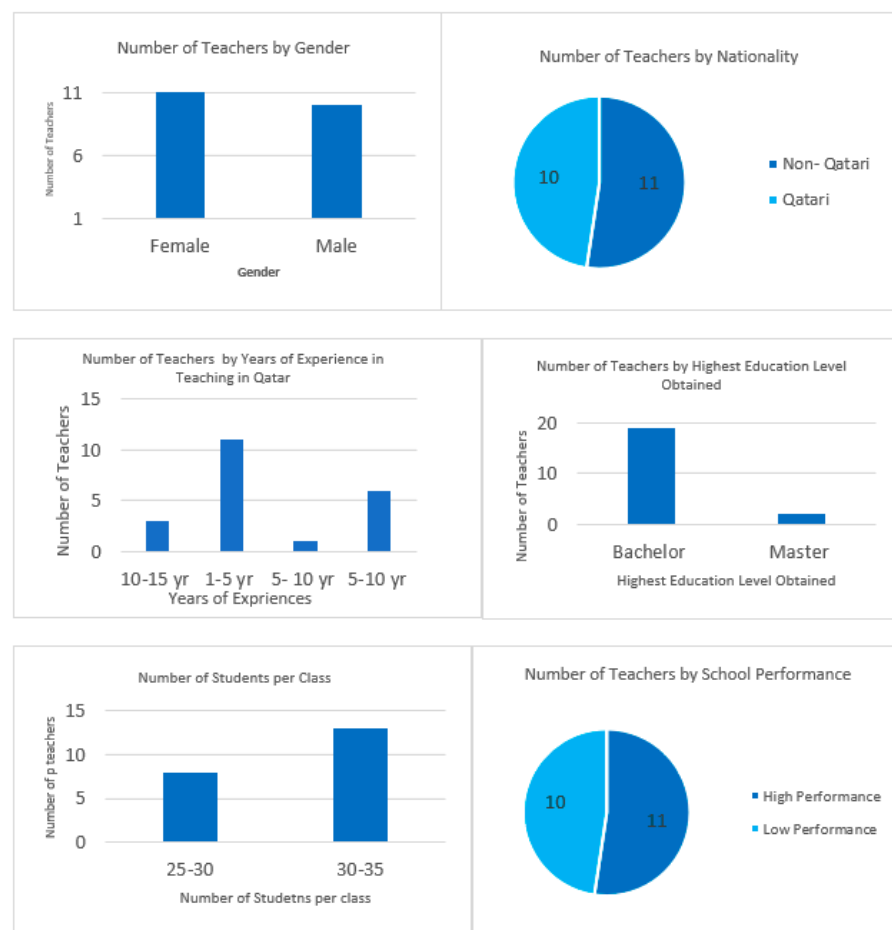 Number of Teachers by Gender
Number of Teachers
11
6
1
Female Male
Gender
Number of Teachers by Nationality
10
11
Non- Qatari
Qatari
Number of Teachers by Years of Experience in
Teaching in Qatar
Number of Teachers
15
10
5
0
10-15 yr 1-5 yr 5- 10 yr 5-10 yr
Years of Expriences
Number of Teachers by Highest Education Level
Obtained
Number of Teachers
20
10
0
Bachelor Master
Highest Education Level Obtained
Number of Students per Class
Number of p teachers
15
10
5
0
25-30 30-35
Number of Studetns per class
Number of Teachers by School Performance
10
11
High Performance
Low Performance